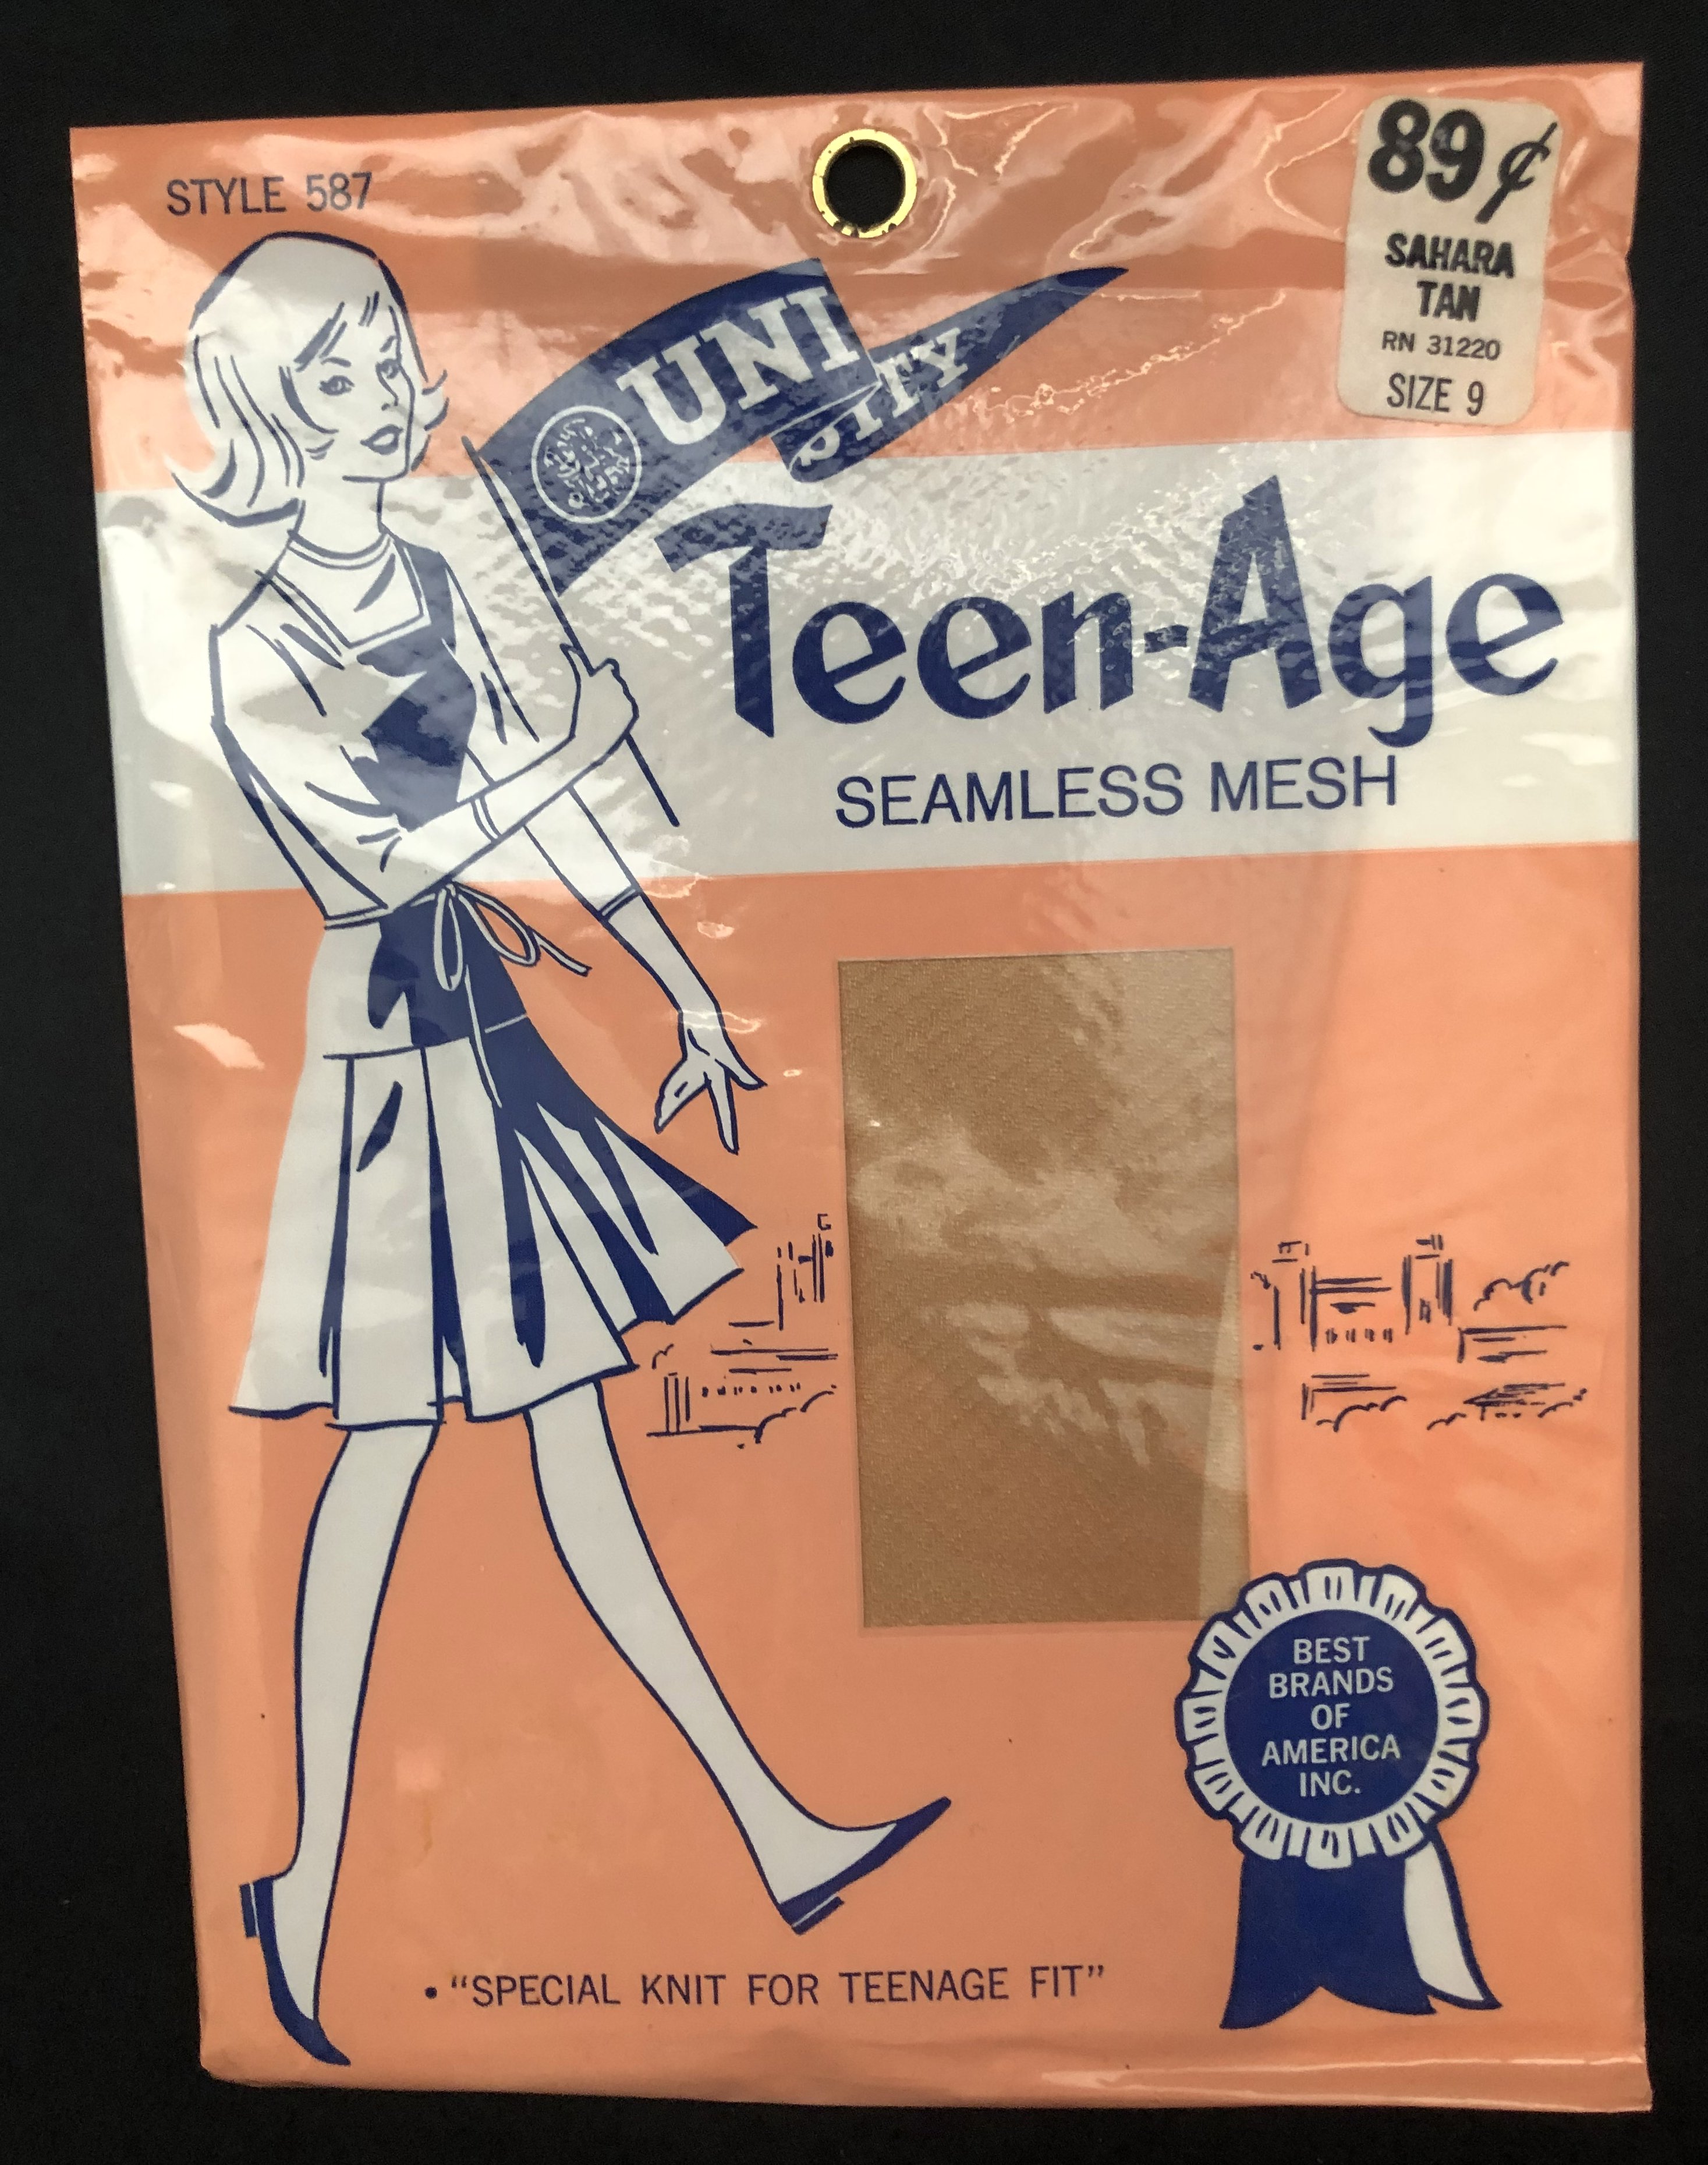 STYLE 587
89¢
SAHARA
TAN
RN 31220
SIZE 9
UNI
SITY
Teen-Age
SEAMLESS MESH
BEST
BRANDS
OF
AMERICA
INC.
• "SPECIAL KNIT FOR TEENAGE FIT"